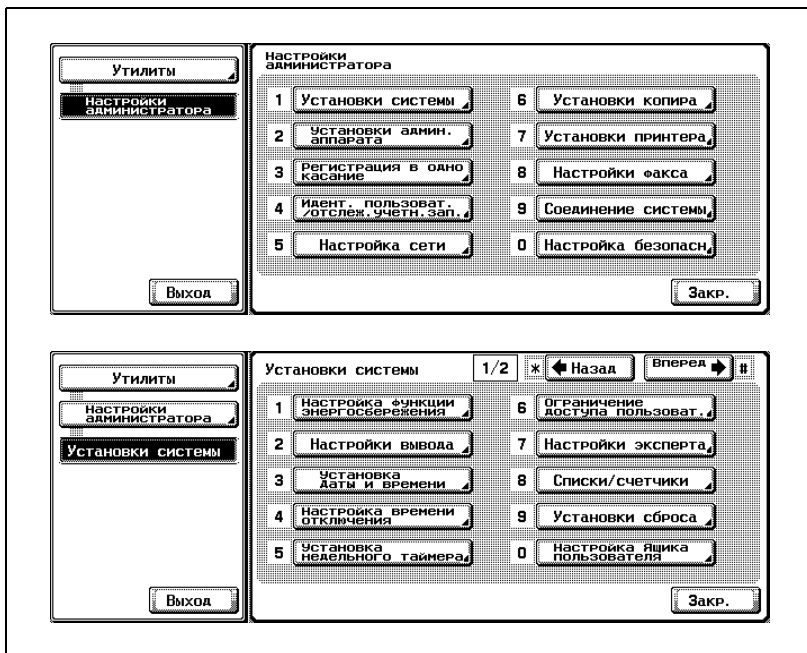 Утилиты
Настройки
администратора
Выход
Настройки
администратора
1 Установки системы
2 Установки админ.
аппарата
3 Регистрация в одно
касание
4 Идент. пользоват.
/отслеж.учетн.зап.
5 Настройка сети
6 Установки копира
7 Установки принтера
8 Настройки факса
9 Соединение системы
0 Настройка безопасн
Закр.
Утилиты
Настройки
администратора
Установки системы
Выход
Установки системы 1/2 * Назад Вперед #
1 Настройка функции
энергосбережения
2 Настройки вывода
3 Установка
даты и времени
4 Настройка времени
отключения
5 Установка
недельного таймера
6 Ограничение
доступа пользоват.
7 Настройки эксперта
8 Списки/счетчики
9 Установки сброса
0 Настройка Ящика
пользователя
Закр.